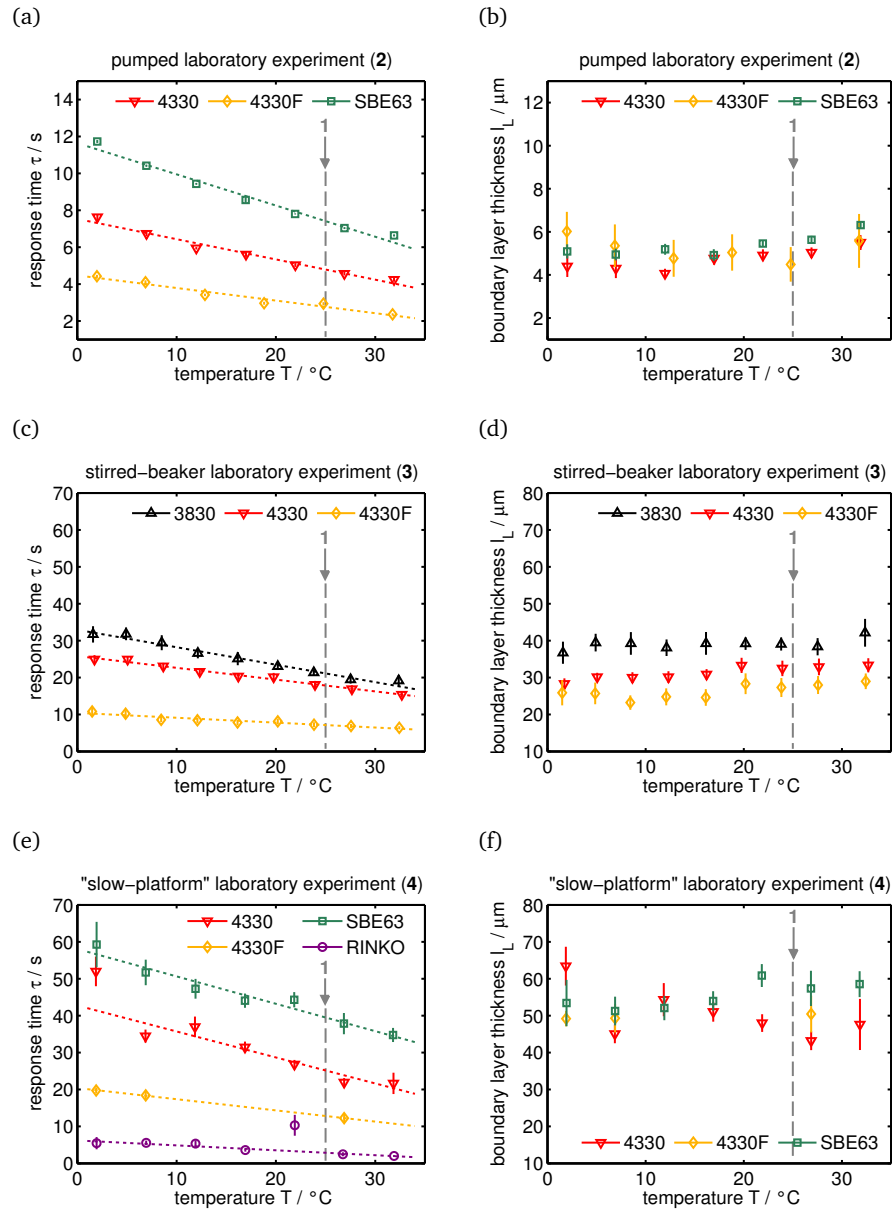 (a)
(b)
pumped laboratory experiment (2)
pumped laboratory experiment (2)
4330 4330F SBE63
4330 4330F SBE63
1
1
response time τ / s
boundary layer thickness l_L / μm
14
12
10
8
6
4
2
12
10
8
6
4
2
0 10 20 30
0 10 20 30
temperature T / °C
temperature T / °C
(c)
(d)
stirred−beaker laboratory experiment (3)
stirred−beaker laboratory experiment (3)
3830 4330 4330F
3830 4330 4330F
1
1
response time τ / s
boundary layer thickness l_L / μm
70
60
50
40
30
20
10
0
80
70
60
50
40
30
20
10
0 10 20 30
0 10 20 30
temperature T / °C
temperature T / °C
(e)
(f)
"slow−platform" laboratory experiment (4)
"slow−platform" laboratory experiment (4)
4330 SBE63
4330F RINKO
1
1
response time τ / s
boundary layer thickness l_L / μm
70
60
50
40
30
20
10
0
80
70
60
50
40
30
20
10
0
4330 4330F SBE63
0 10 20 30
0 10 20 30
temperature T / °C
temperature T / °C